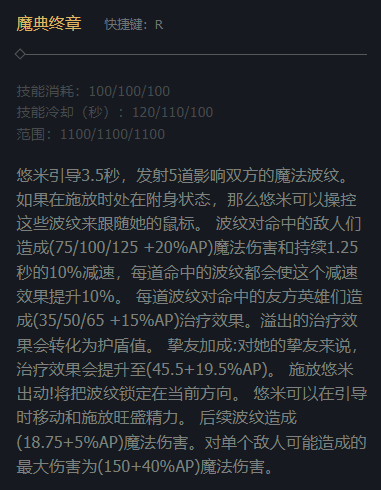 魔典终章 快捷键：R
技能消耗：100/100/100
技能冷却（秒）：120/110/100
范围：1100/1100/1100
悠米引导3.5秒，发射5道影响双方的魔法波纹。
如果在施放时处在附身状态，那么悠米可以操控
这些波纹来跟随她的鼠标。 波纹对命中的敌人们
造成(75/100/125 +20%AP)魔法伤害和持续1.25
秒的10%减速，每道命中的波纹都会使这个减速
效果提升10%。 每道波纹对命中的友方英雄们造
成(35/50/65 +15%AP)治疗效果。溢出的治疗效
果会转化为护盾值。 挚友加成:对她的挚友来说，
治疗效果会提升至(45.5+19.5%AP)。 施放悠米
出动!将把波纹锁定在当前方向。 悠米可以在引导
时移动和施放旺盛精力。 后续波纹造成
(18.75+5%AP)魔法伤害。对单个敌人可能造成的
最大伤害为(150+40%AP)魔法伤害。